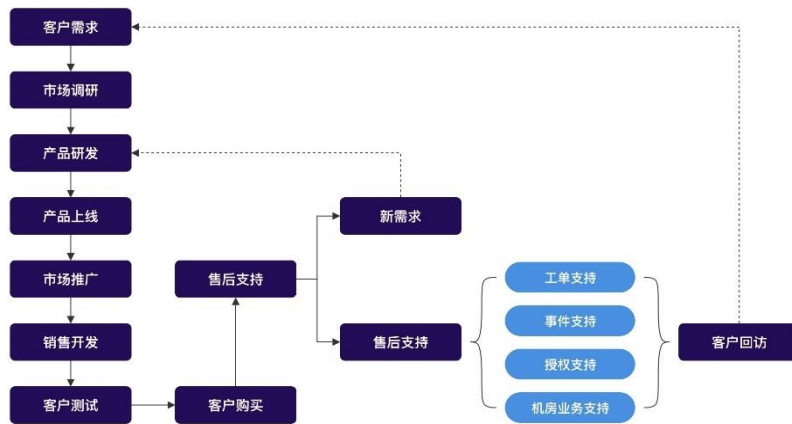 客户需求
市场调研
产品研发
产品上线
新需求
市场推广
售后支持
工单支持
事件支持
销售开发
售后支持
客户回访
授权支持
客户测试
客户购买
机房业务支持